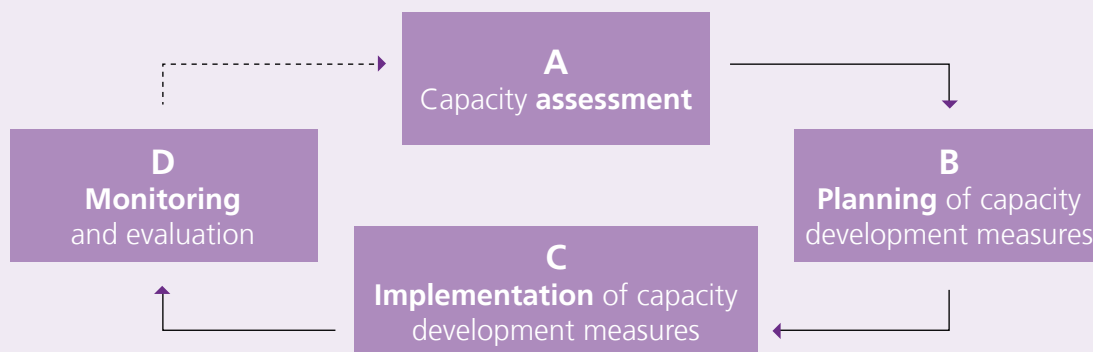 A
Capacity assessment
B
Planning of capacity
development measures
C
Implementation of capacity
development measures
D
Monitoring
and evaluation